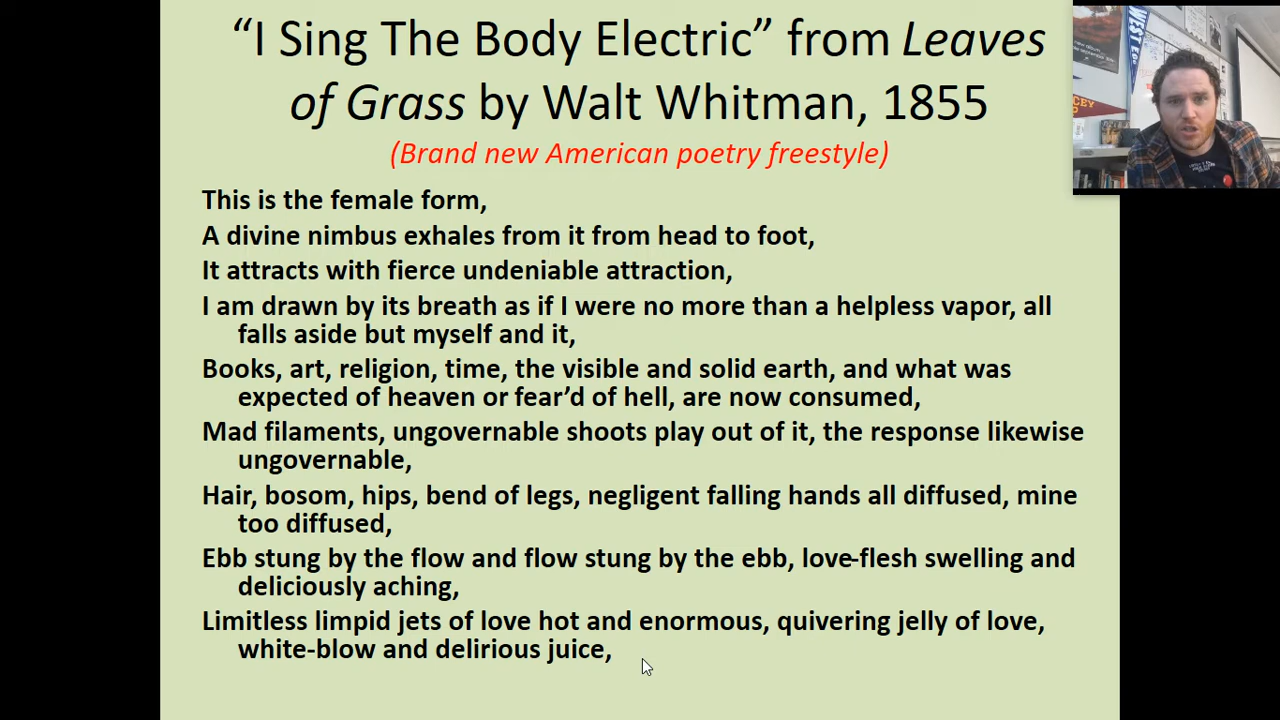 “I Sing The Body Electric” from Leaves
of Grass by Walt Whitman, 1855
(Brand new American poetry freestyle)
This is the female form,
A divine nimbus exhales from it from head to foot,
It attracts with fierce undeniable attraction,
I am drawn by its breath as if I were no more than a helpless vapor, all
falls aside but myself and it,
Books, art, religion, time, the visible and solid earth, and what was
expected of heaven or fear’d of hell, are now consumed,
Mad filaments, ungovernable shoots play out of it, the response likewise
ungovernable,
Hair, bosom, hips, bend of legs, negligent falling hands all diffused, mine
too diffused,
Ebb stung by the flow and flow stung by the ebb, love-flesh swelling and
deliciously aching,
Limitless limpid jets of love hot and enormous, quivering jelly of love,
white-blow and delirious juice,
WEST